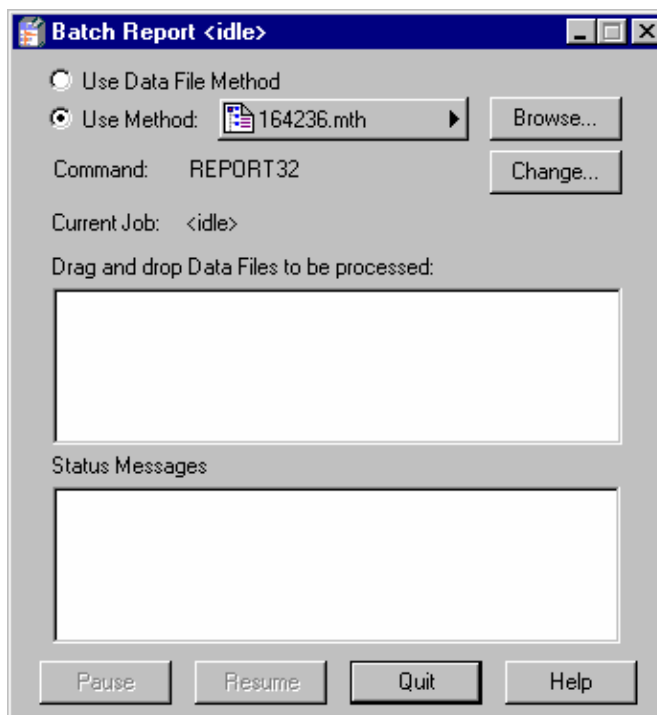 Batch Report <idle>
Use Data File Method
Use Method: 164236.mth Browse...
Command: REPORT32 Change...
Current Job: <idle>
Drag and drop Data Files to be processed:
Status Messages
Pause Resume Quit Help